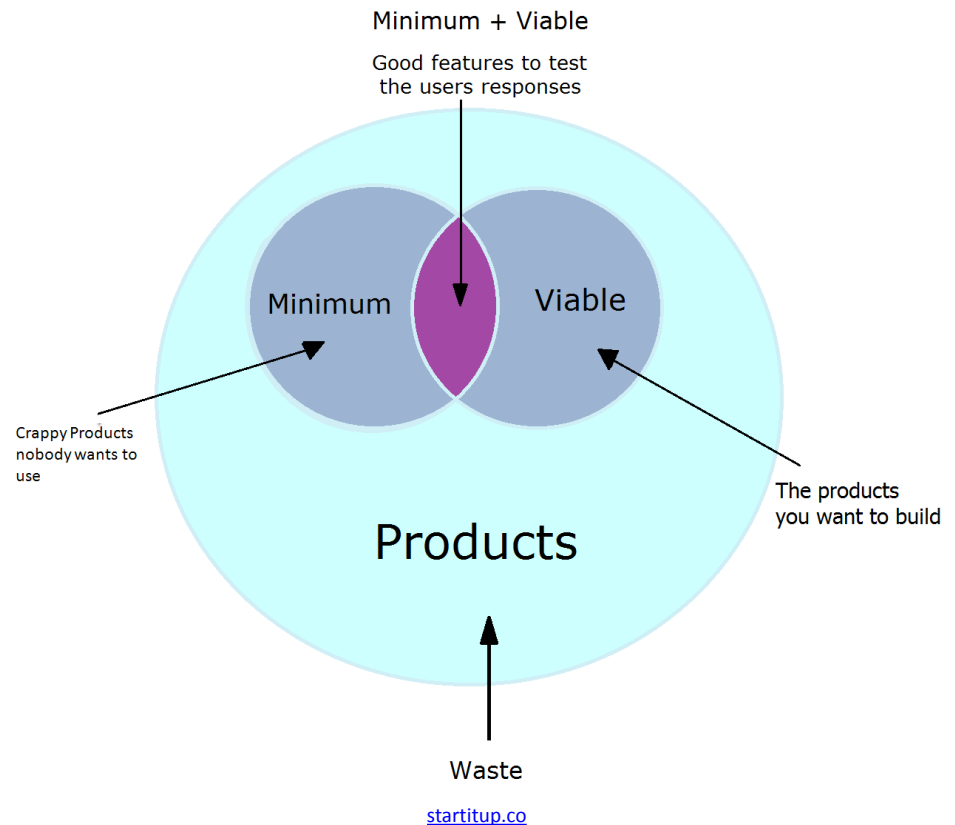 Minimum + Viable
Good features to test
the users responses
Minimum
Viable
Crappy Products
nobody wants to
use
The products
you want to build
Products
Waste
startitup.co